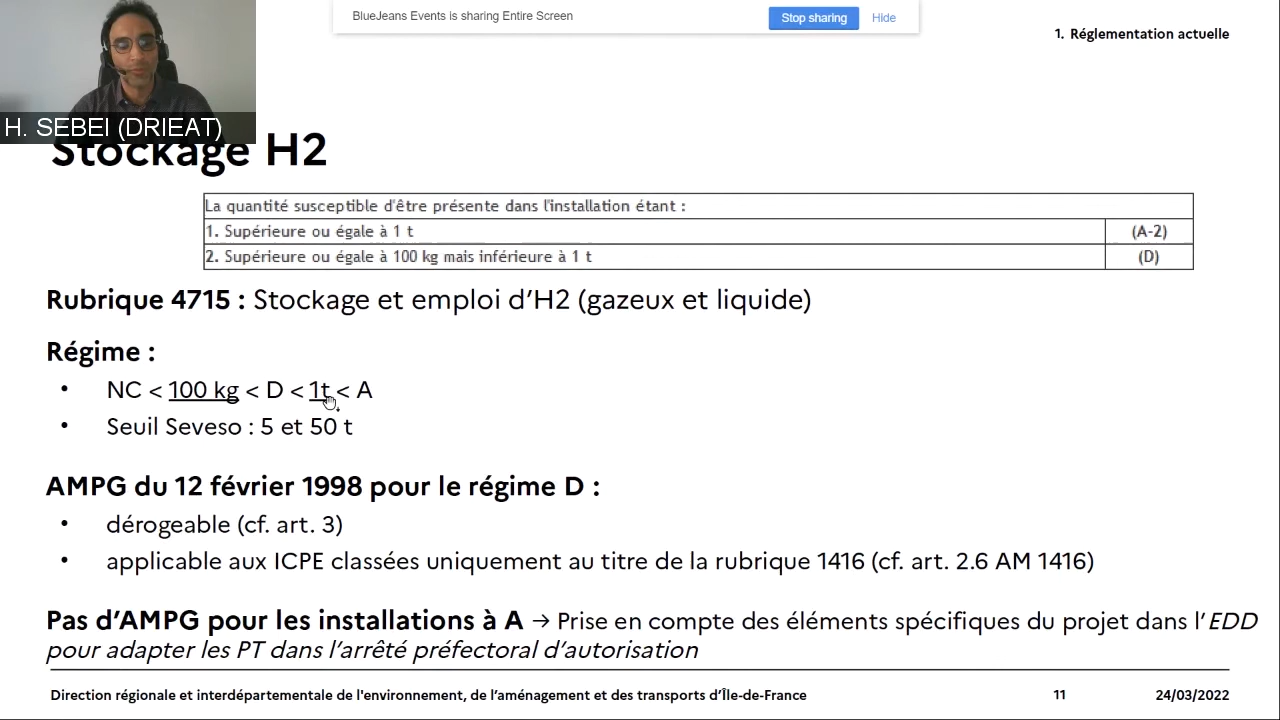 BlueJeans Events is sharing Entire Screen
Stop sharing
Hide
1. Réglementation actuelle
H. SEBEI (DRIEAT)
Stockage H2
La quantité susceptible d'être présente dans l'installation étant :
1. Supérieure ou égale à 1 t (A-2)
2. Supérieure ou égale à 100 kg mais inférieure à 1 t (D)
Rubrique 4715 : Stockage et emploi d’H2 (gazeux et liquide)
Régime :
• NC < 100 kg < D < 1t < A
• Seuil Seveso : 5 et 50 t
AMPG du 12 février 1998 pour le régime D :
• dérogeable (cf. art. 3)
• applicable aux ICPE classées uniquement au titre de la rubrique 1416 (cf. art. 2.6 AM 1416)
Pas d’AMPG pour les installations à A → Prise en compte des éléments spécifiques du projet dans l’EDD
pour adapter les PT dans l’arrêté préfectoral d’autorisation
Direction régionale et interdépartementale de l'environnement, de l’aménagement et des transports d’Île-de-France
11
24/03/2022